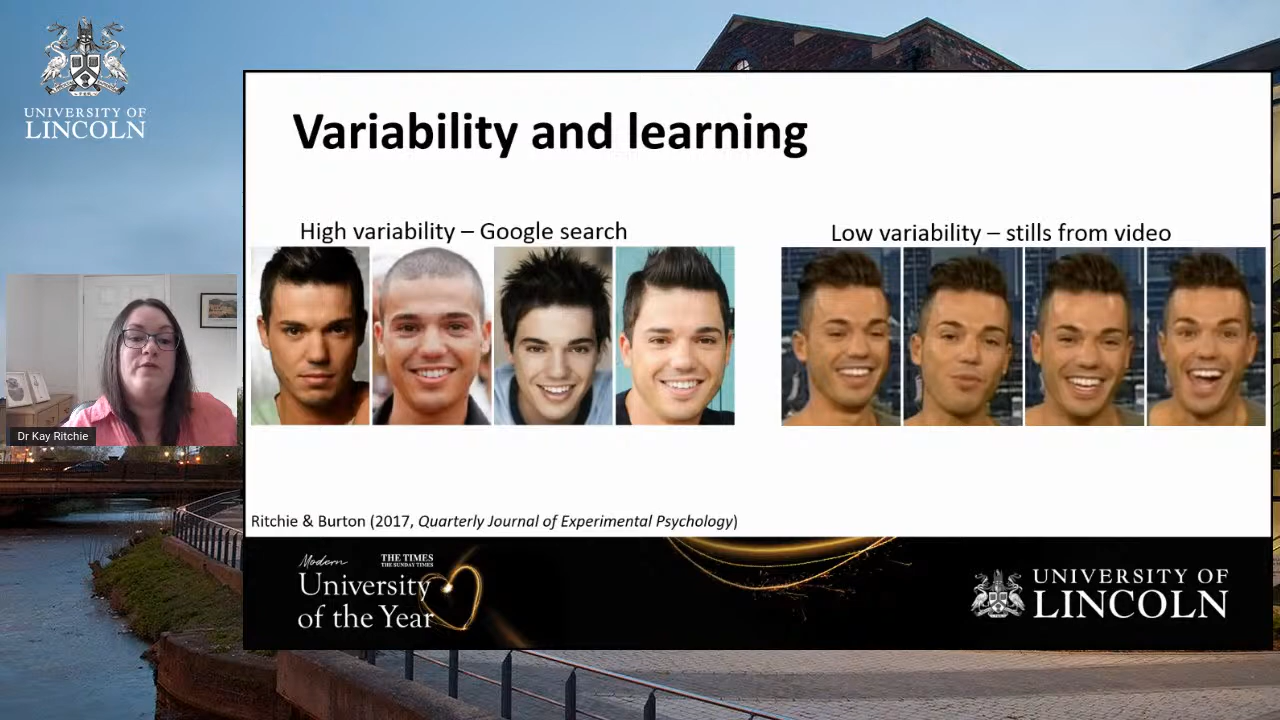 UNIVERSITY OF
LINCOLN
Variability and learning
High variability – Google search
Low variability – stills from video
Dr Kay Ritchie
Ritchie & Burton (2017, Quarterly Journal of Experimental Psychology)
Modern
THE TIMES
THE SUNDAY TIMES
University
of the Year
UNIVERSITY OF
LINCOLN